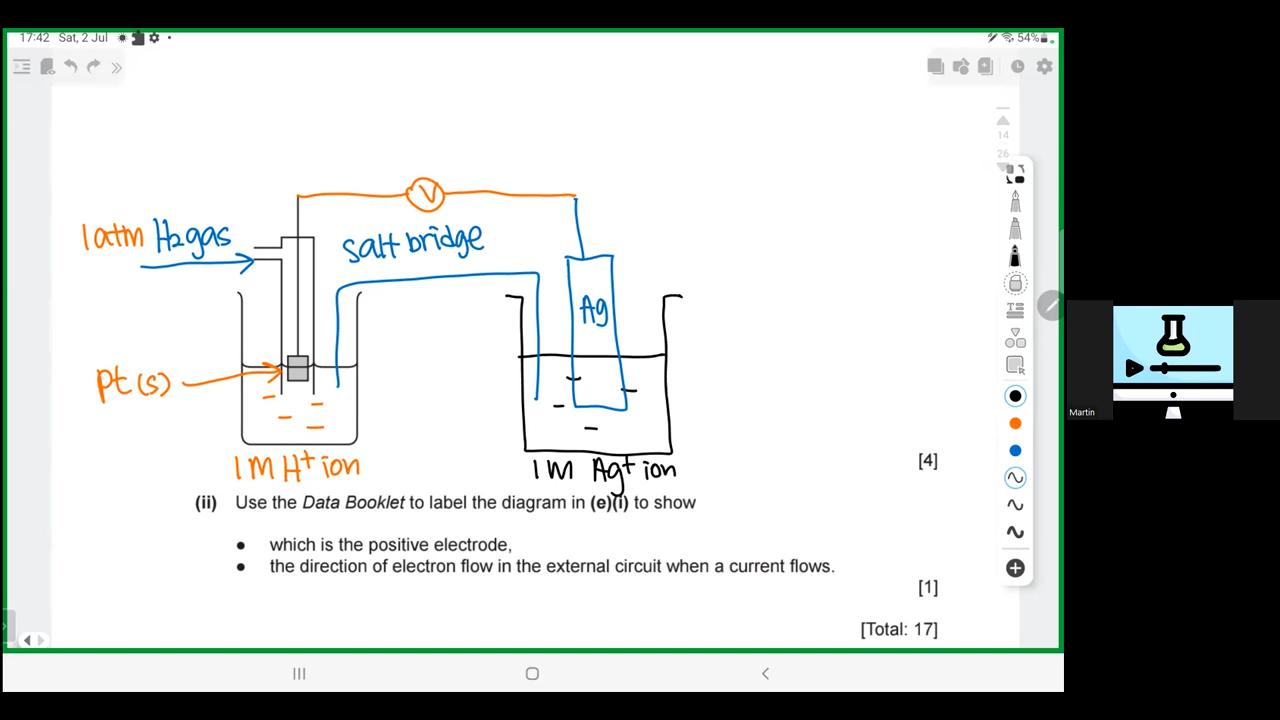 17:42 Sat, 2 Jul
54%
14
26
V
1atm H2 gas
Salt bridge
Ag
Pt(s)
1M H+ ion
1M Ag+ ion
[4]
(ii) Use the Data Booklet to label the diagram in (e)(i) to show
• which is the positive electrode,
• the direction of electron flow in the external circuit when a current flows.
[1]
[Total: 17]
Martin